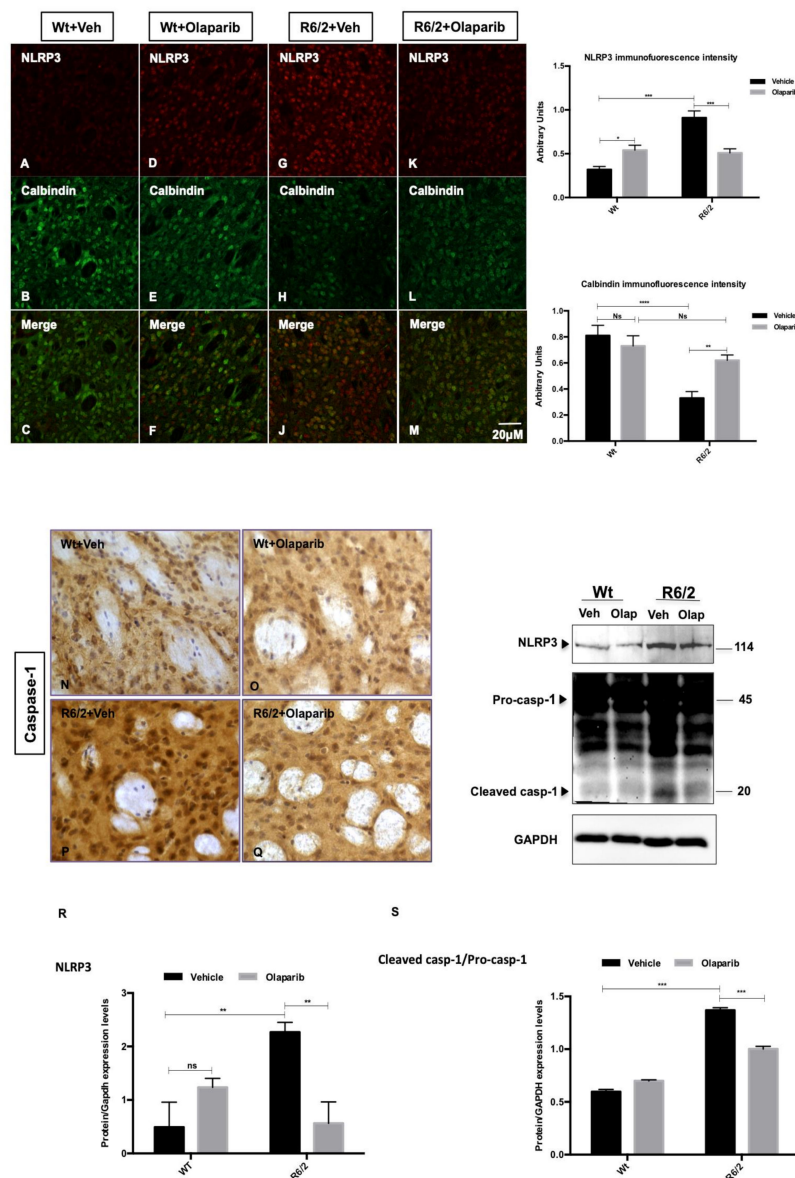 Wt+Veh
Wt+Olaparib
R6/2+Veh
R6/2+Olaparib
NLRP3
NLRP3
NLRP3
NLRP3
A
D
G
K
Calbindin
Calbindin
Calbindin
Calbindin
B
E
H
L
Merge
Merge
Merge
Merge
C
F
J
M
20µM
NLRP3 immunofuorescence intensity
Vehicle
Olaparib
Arbitrary Units
1.5
1.0
0.5
0.0
***
***
*
Wt
R6/2
Calbindin immunofuorescence intensity
Vehicle
Olaparib
Arbitrary Units
1.0
0.8
0.6
0.4
0.2
0.0
****
Ns
Ns
**
Wt
R6/2
Caspase-1
Wt+Veh
N
Wt+Olaparib
O
R6/2+Veh
P
R6/2+Olaparib
Q
Wt
R6/2
Veh
Olap
Veh
Olap
NLRP3
114
Pro-casp-1
45
Cleaved casp-1
20
GAPDH
R
S
NLRP3
Vehicle
Olaparib
Protein/Gapdh expression levels
3
2
1
0
**
**
ns
WT
R6/2
Cleaved casp-1/Pro-casp-1
Vehicle
Olaparib
Protein/GAPDH expression levels
1.5
1.0
0.5
0.0
***
***
Wt
R6/2